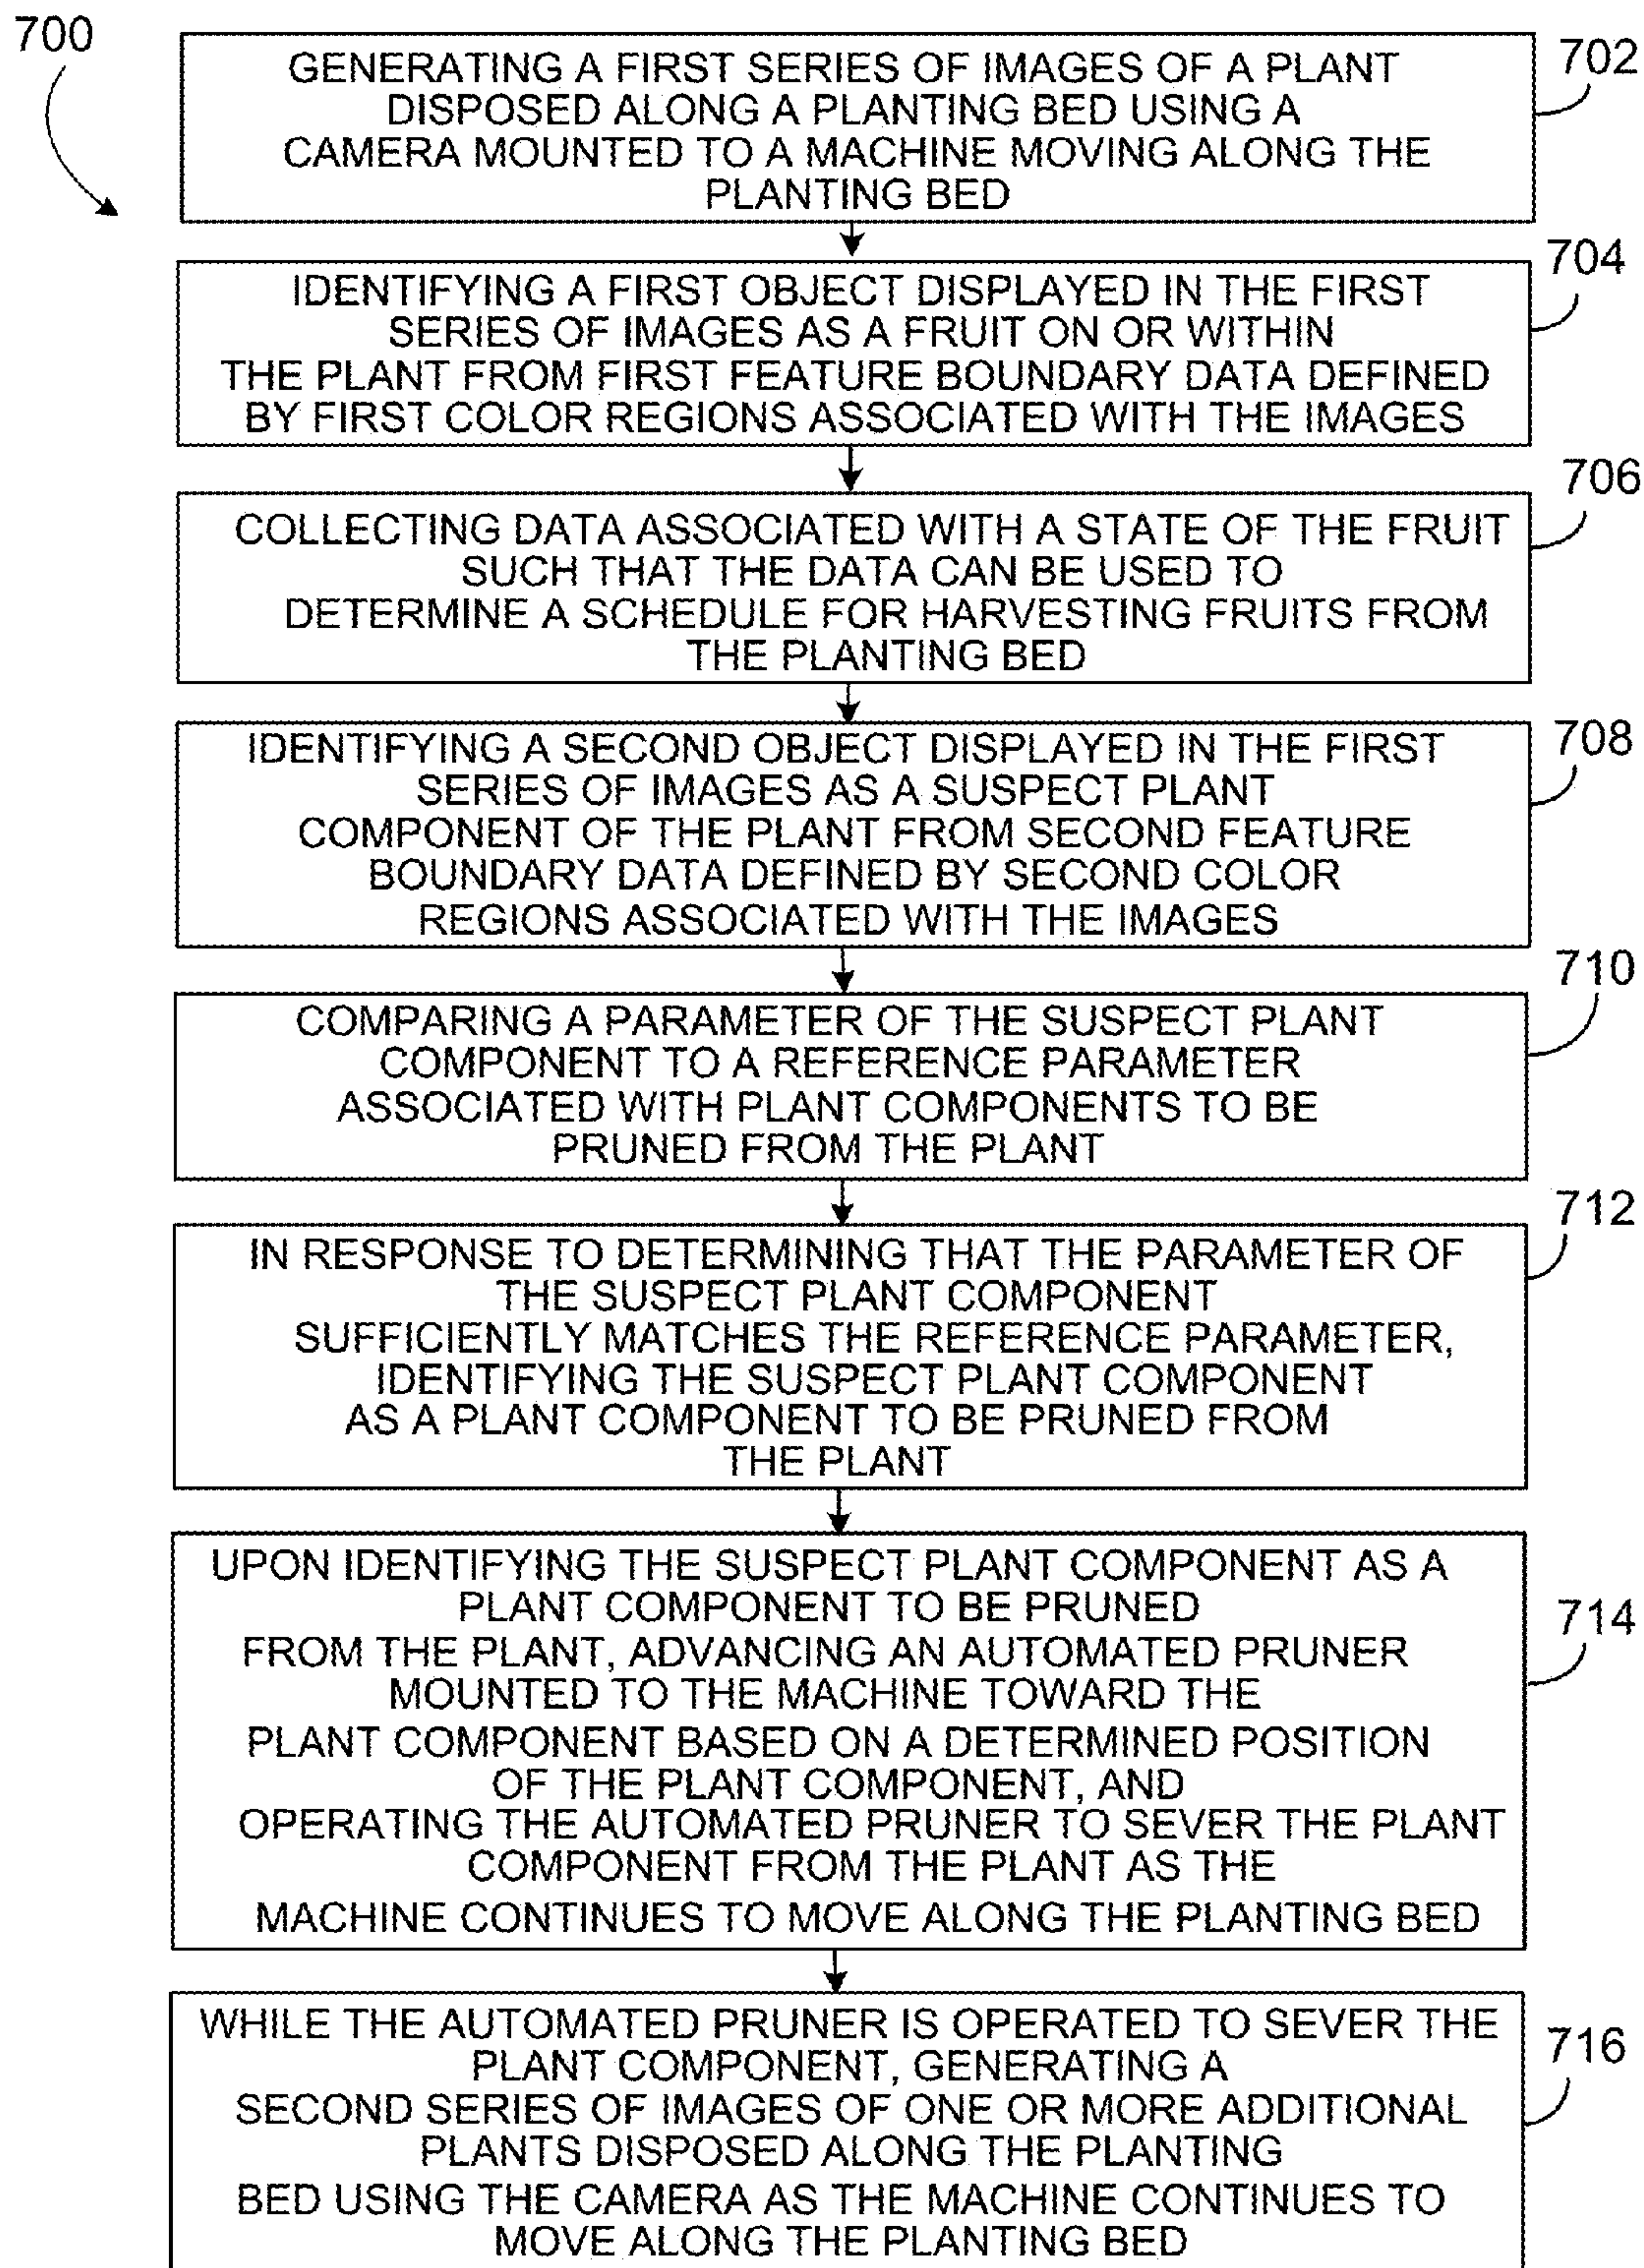 700
GENERATING A FIRST SERIES OF IMAGES OF A PLANT
DISPOSED ALONG A PLANTING BED USING A
CAMERA MOUNTED TO A MACHINE MOVING ALONG THE
PLANTING BED
702
IDENTIFYING A FIRST OBJECT DISPLAYED IN THE FIRST
SERIES OF IMAGES AS A FRUIT ON OR WITHIN
THE PLANT FROM FIRST FEATURE BOUNDARY DATA DEFINED
BY FIRST COLOR REGIONS ASSOCIATED WITH THE IMAGES
704
COLLECTING DATA ASSOCIATED WITH A STATE OF THE FRUIT
SUCH THAT THE DATA CAN BE USED TO
DETERMINE A SCHEDULE FOR HARVESTING FRUITS FROM
THE PLANTING BED
706
IDENTIFYING A SECOND OBJECT DISPLAYED IN THE FIRST
SERIES OF IMAGES AS A SUSPECT PLANT
COMPONENT OF THE PLANT FROM SECOND FEATURE
BOUNDARY DATA DEFINED BY SECOND COLOR
REGIONS ASSOCIATED WITH THE IMAGES
708
COMPARING A PARAMETER OF THE SUSPECT PLANT
COMPONENT TO A REFERENCE PARAMETER
ASSOCIATED WITH PLANT COMPONENTS TO BE
PRUNED FROM THE PLANT
710
IN RESPONSE TO DETERMINING THAT THE PARAMETER OF
THE SUSPECT PLANT COMPONENT
SUFFICIENTLY MATCHES THE REFERENCE PARAMETER,
IDENTIFYING THE SUSPECT PLANT COMPONENT
AS A PLANT COMPONENT TO BE PRUNED FROM
THE PLANT
712
UPON IDENTIFYING THE SUSPECT PLANT COMPONENT AS A
PLANT COMPONENT TO BE PRUNED
FROM THE PLANT, ADVANCING AN AUTOMATED PRUNER
MOUNTED TO THE MACHINE TOWARD THE
PLANT COMPONENT BASED ON A DETERMINED POSITION
OF THE PLANT COMPONENT, AND
OPERATING THE AUTOMATED PRUNER TO SEVER THE PLANT
COMPONENT FROM THE PLANT AS THE
MACHINE CONTINUES TO MOVE ALONG THE PLANTING BED
714
WHILE THE AUTOMATED PRUNER IS OPERATED TO SEVER THE
PLANT COMPONENT, GENERATING A
SECOND SERIES OF IMAGES OF ONE OR MORE ADDITIONAL
PLANTS DISPOSED ALONG THE PLANTING
BED USING THE CAMERA AS THE MACHINE CONTINUES TO
MOVE ALONG THE PLANTING BED
716